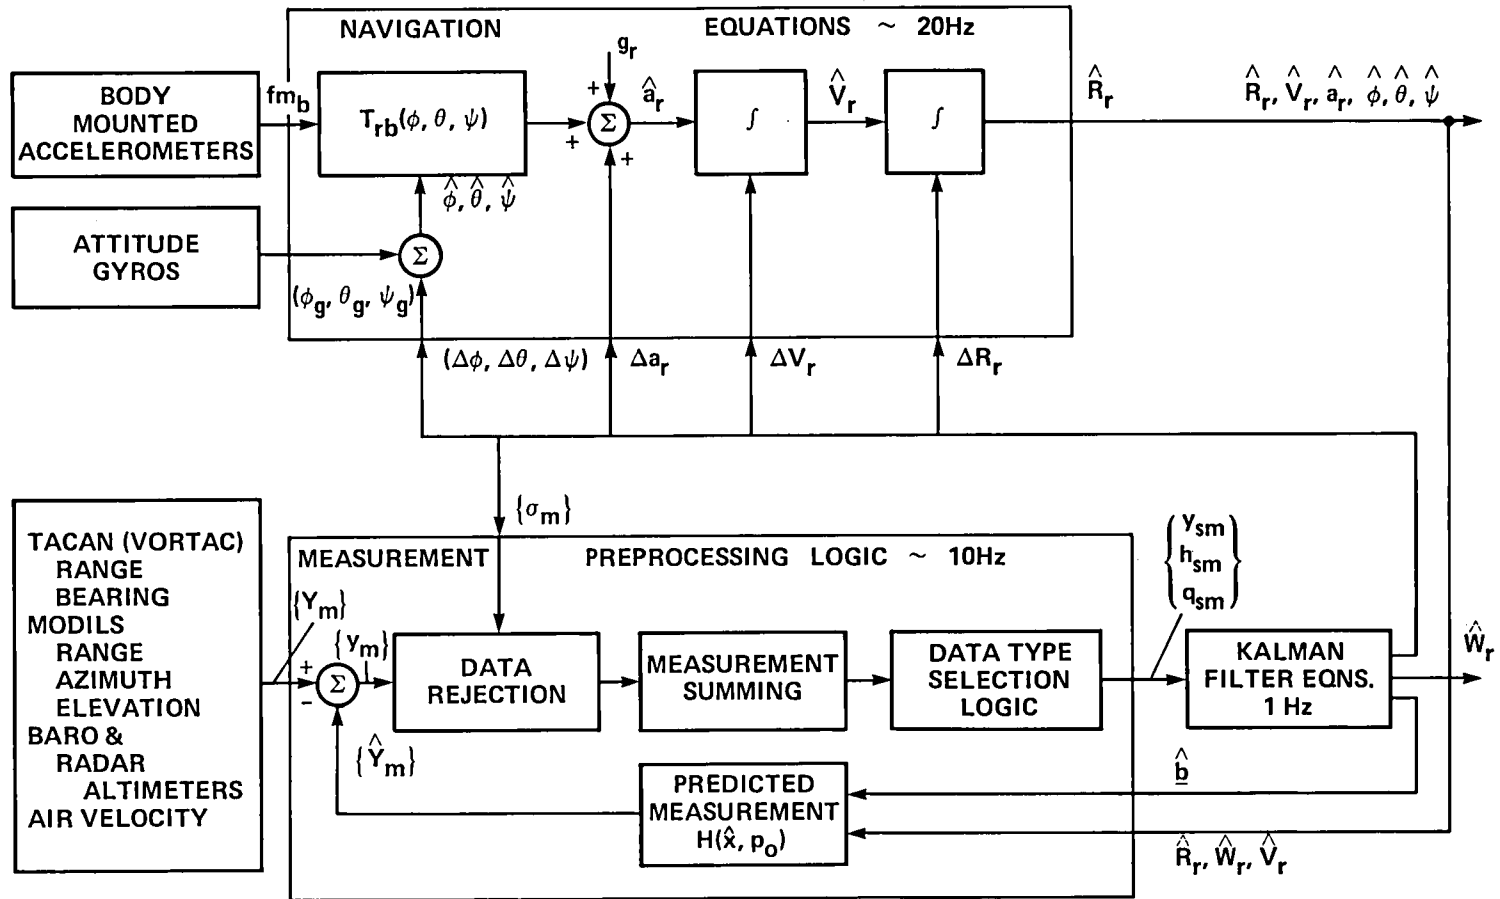 NAVIGATION EQUATIONS ~ 20Hz
BODY
MOUNTED
ACCELEROMETERS
fm_b
T_rb(ϕ, θ, ψ)
g_r
+
+
+
Σ
â_r
∫
V̂_r
∫
R̂_r
R̂_r, V̂_r, â_r, ϕ̂, θ̂, ψ̂
ϕ̂, θ̂, ψ̂
ATTITUDE
GYROS
Σ
(ϕ_g, θ_g, ψ_g)
(Δϕ, Δθ, Δψ)
Δa_r
ΔV_r
ΔR_r
{σ_m}
TACAN (VORTAC)
RANGE
BEARING
MODILS
RANGE
AZIMUTH
ELEVATION
BARO &
RADAR
ALTIMETERS
AIR VELOCITY
MEASUREMENT PREPROCESSING LOGIC ~ 10Hz
{Y_m}
+
−
Σ
{y_m}
{Ŷ_m}
DATA
REJECTION
MEASUREMENT
SUMMING
DATA TYPE
SELECTION
LOGIC
y_sm
h_sm
q_sm
KALMAN
FILTER EQNS.
1 Hz
Ŵ_r
PREDICTED
MEASUREMENT
H(x̂, p_o)
b̂
R̂_r, Ŵ_r, V̂_r